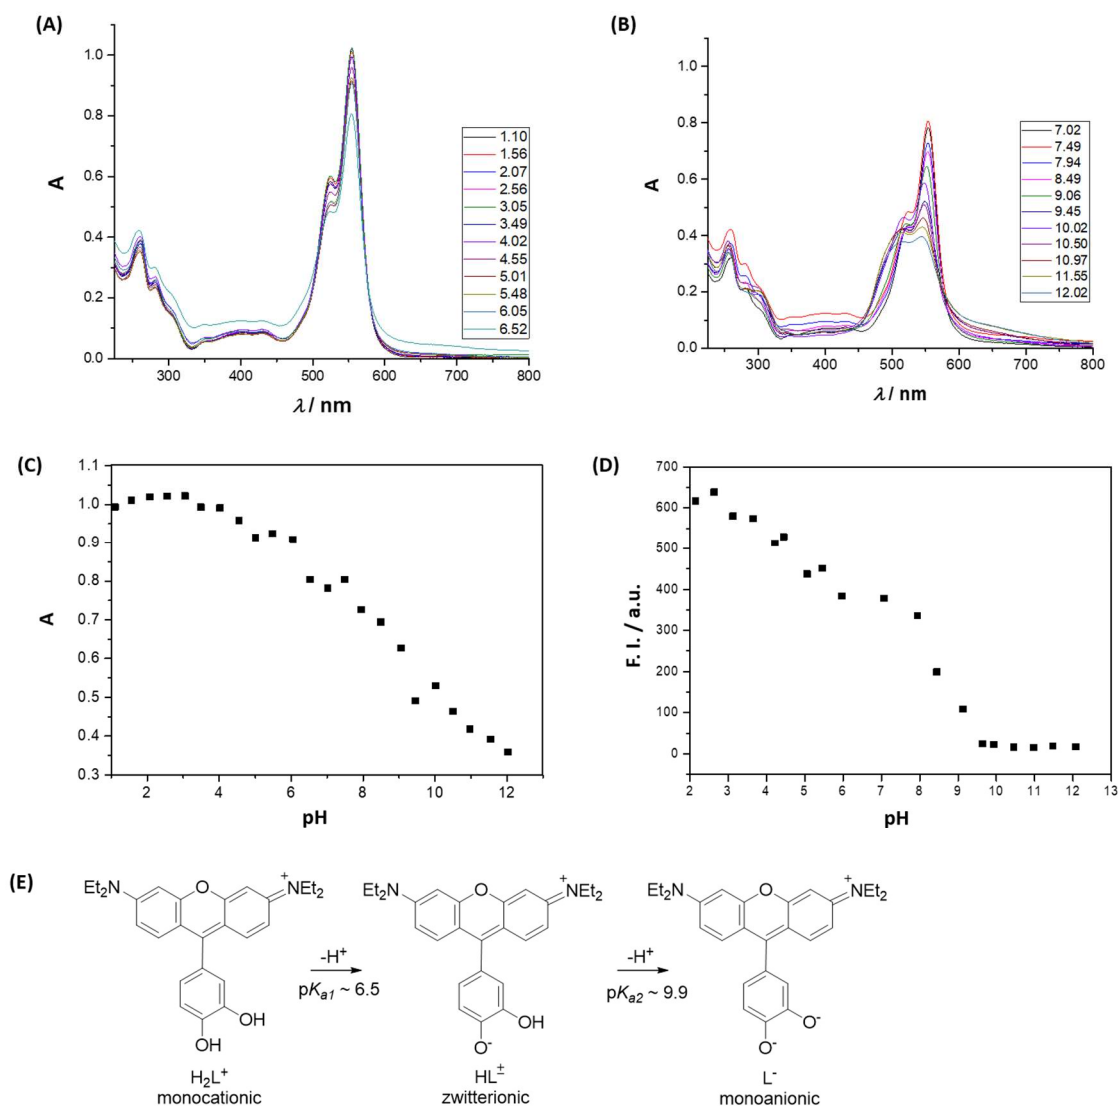 (A)
1.0
0.8
0.6
0.4
0.2
0.0
A
300 400 500 600 700 800
λ / nm
1.10
1.56
2.07
2.56
3.05
3.49
4.02
4.55
5.01
5.48
6.05
6.52
(B)
1.0
0.8
0.6
0.4
0.2
0.0
A
300 400 500 600 700 800
λ / nm
7.02
7.49
7.94
8.49
9.06
9.45
10.02
10.50
10.97
11.55
12.02
(C)
1.1
1.0
0.9
0.8
0.7
0.6
0.5
0.4
0.3
A
2 4 6 8 10 12
pH
(D)
700
600
500
400
300
200
100
0
F. I. / a.u.
2 3 4 5 6 7 8 9 10 11 12 13
pH
(E)
Et₂N O +NEt₂
OH
OH
H₂L⁺
monocationic
-H⁺
pKa1 ~ 6.5
Et₂N O +NEt₂
OH
O⁻
HL±
zwitterionic
-H⁺
pKa2 ~ 9.9
Et₂N O +NEt₂
O⁻
O⁻
L⁻
monoanionic